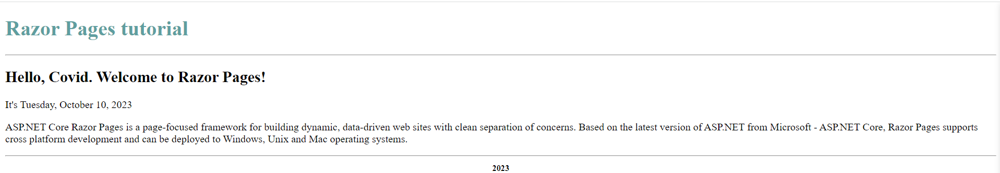 Razor Pages tutorial
Hello, Covid. Welcome to Razor Pages!
It's Tuesday, October 10, 2023
ASP.NET Core Razor Pages is a page-focused framework for building dynamic, data-driven web sites with clean separation of concerns. Based on the latest version of ASP.NET from Microsoft - ASP.NET Core, Razor Pages supports
cross platform development and can be deployed to Windows, Unix and Mac operating systems.
2023